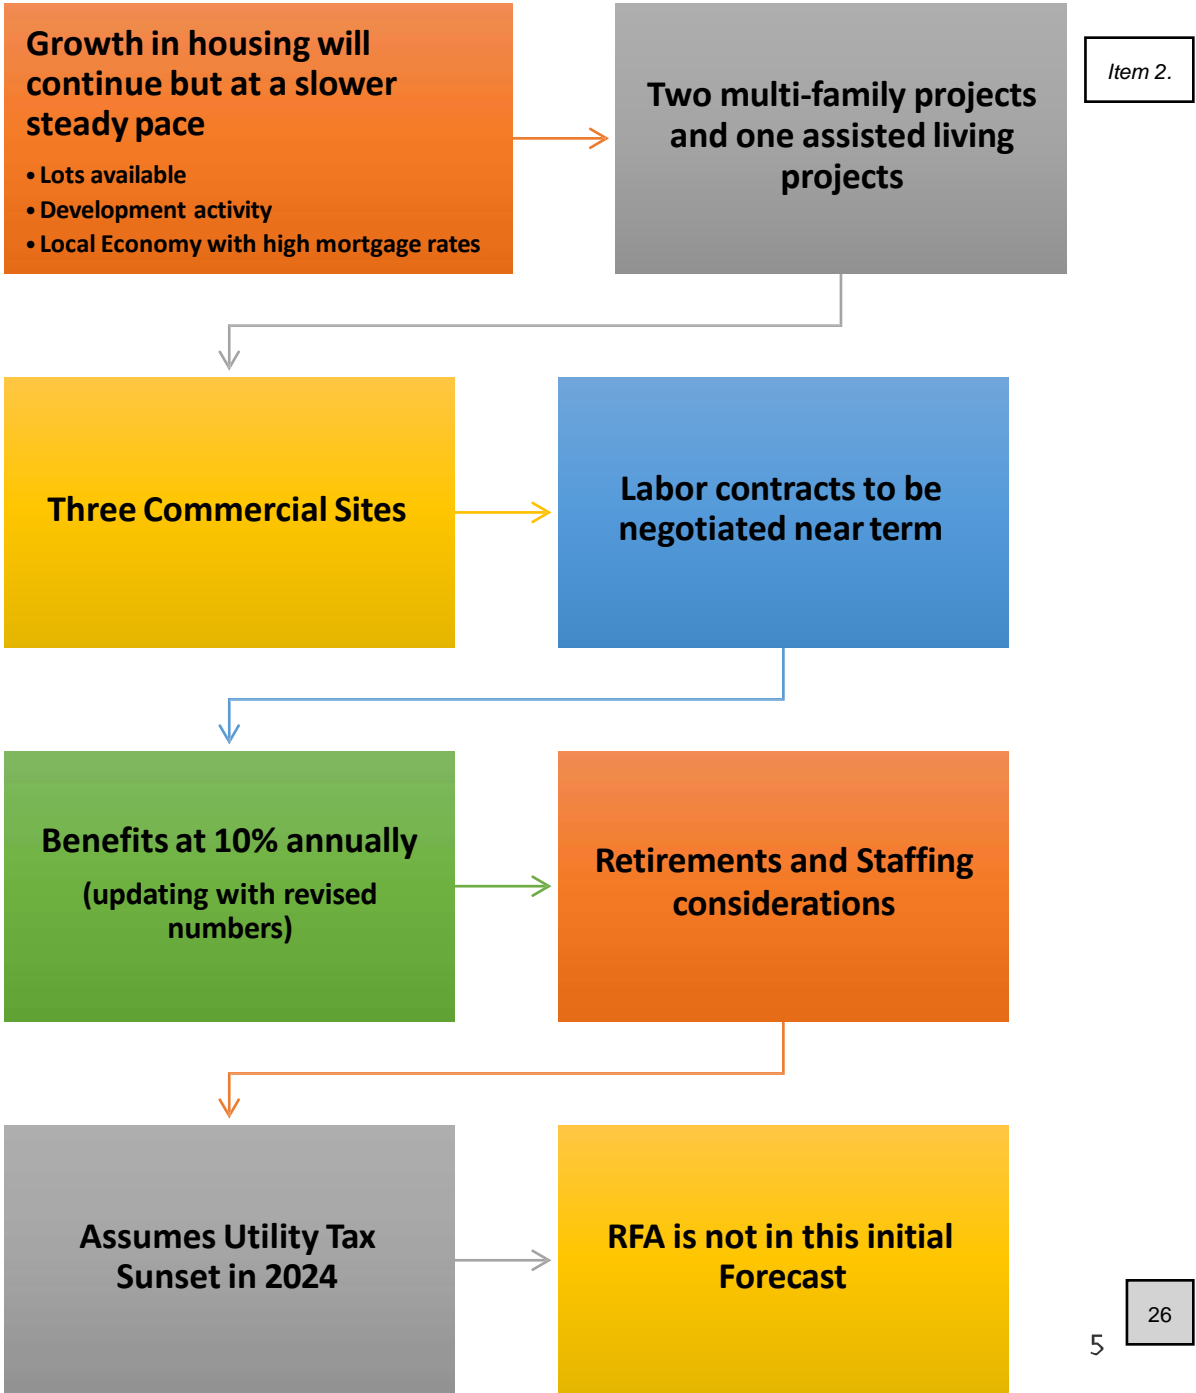 Growth in housing will
continue but at a slower
steady pace
• Lots available
• Development activity
• Local Economy with high mortgage rates
Two multi-family projects
and one assisted living
projects
Item 2.
Three Commercial Sites
Labor contracts to be
negotiated near term
Benefits at 10% annually
(updating with revised
numbers)
Retirements and Staffing
considerations
Assumes Utility Tax
Sunset in 2024
RFA is not in this initial
Forecast
5
26